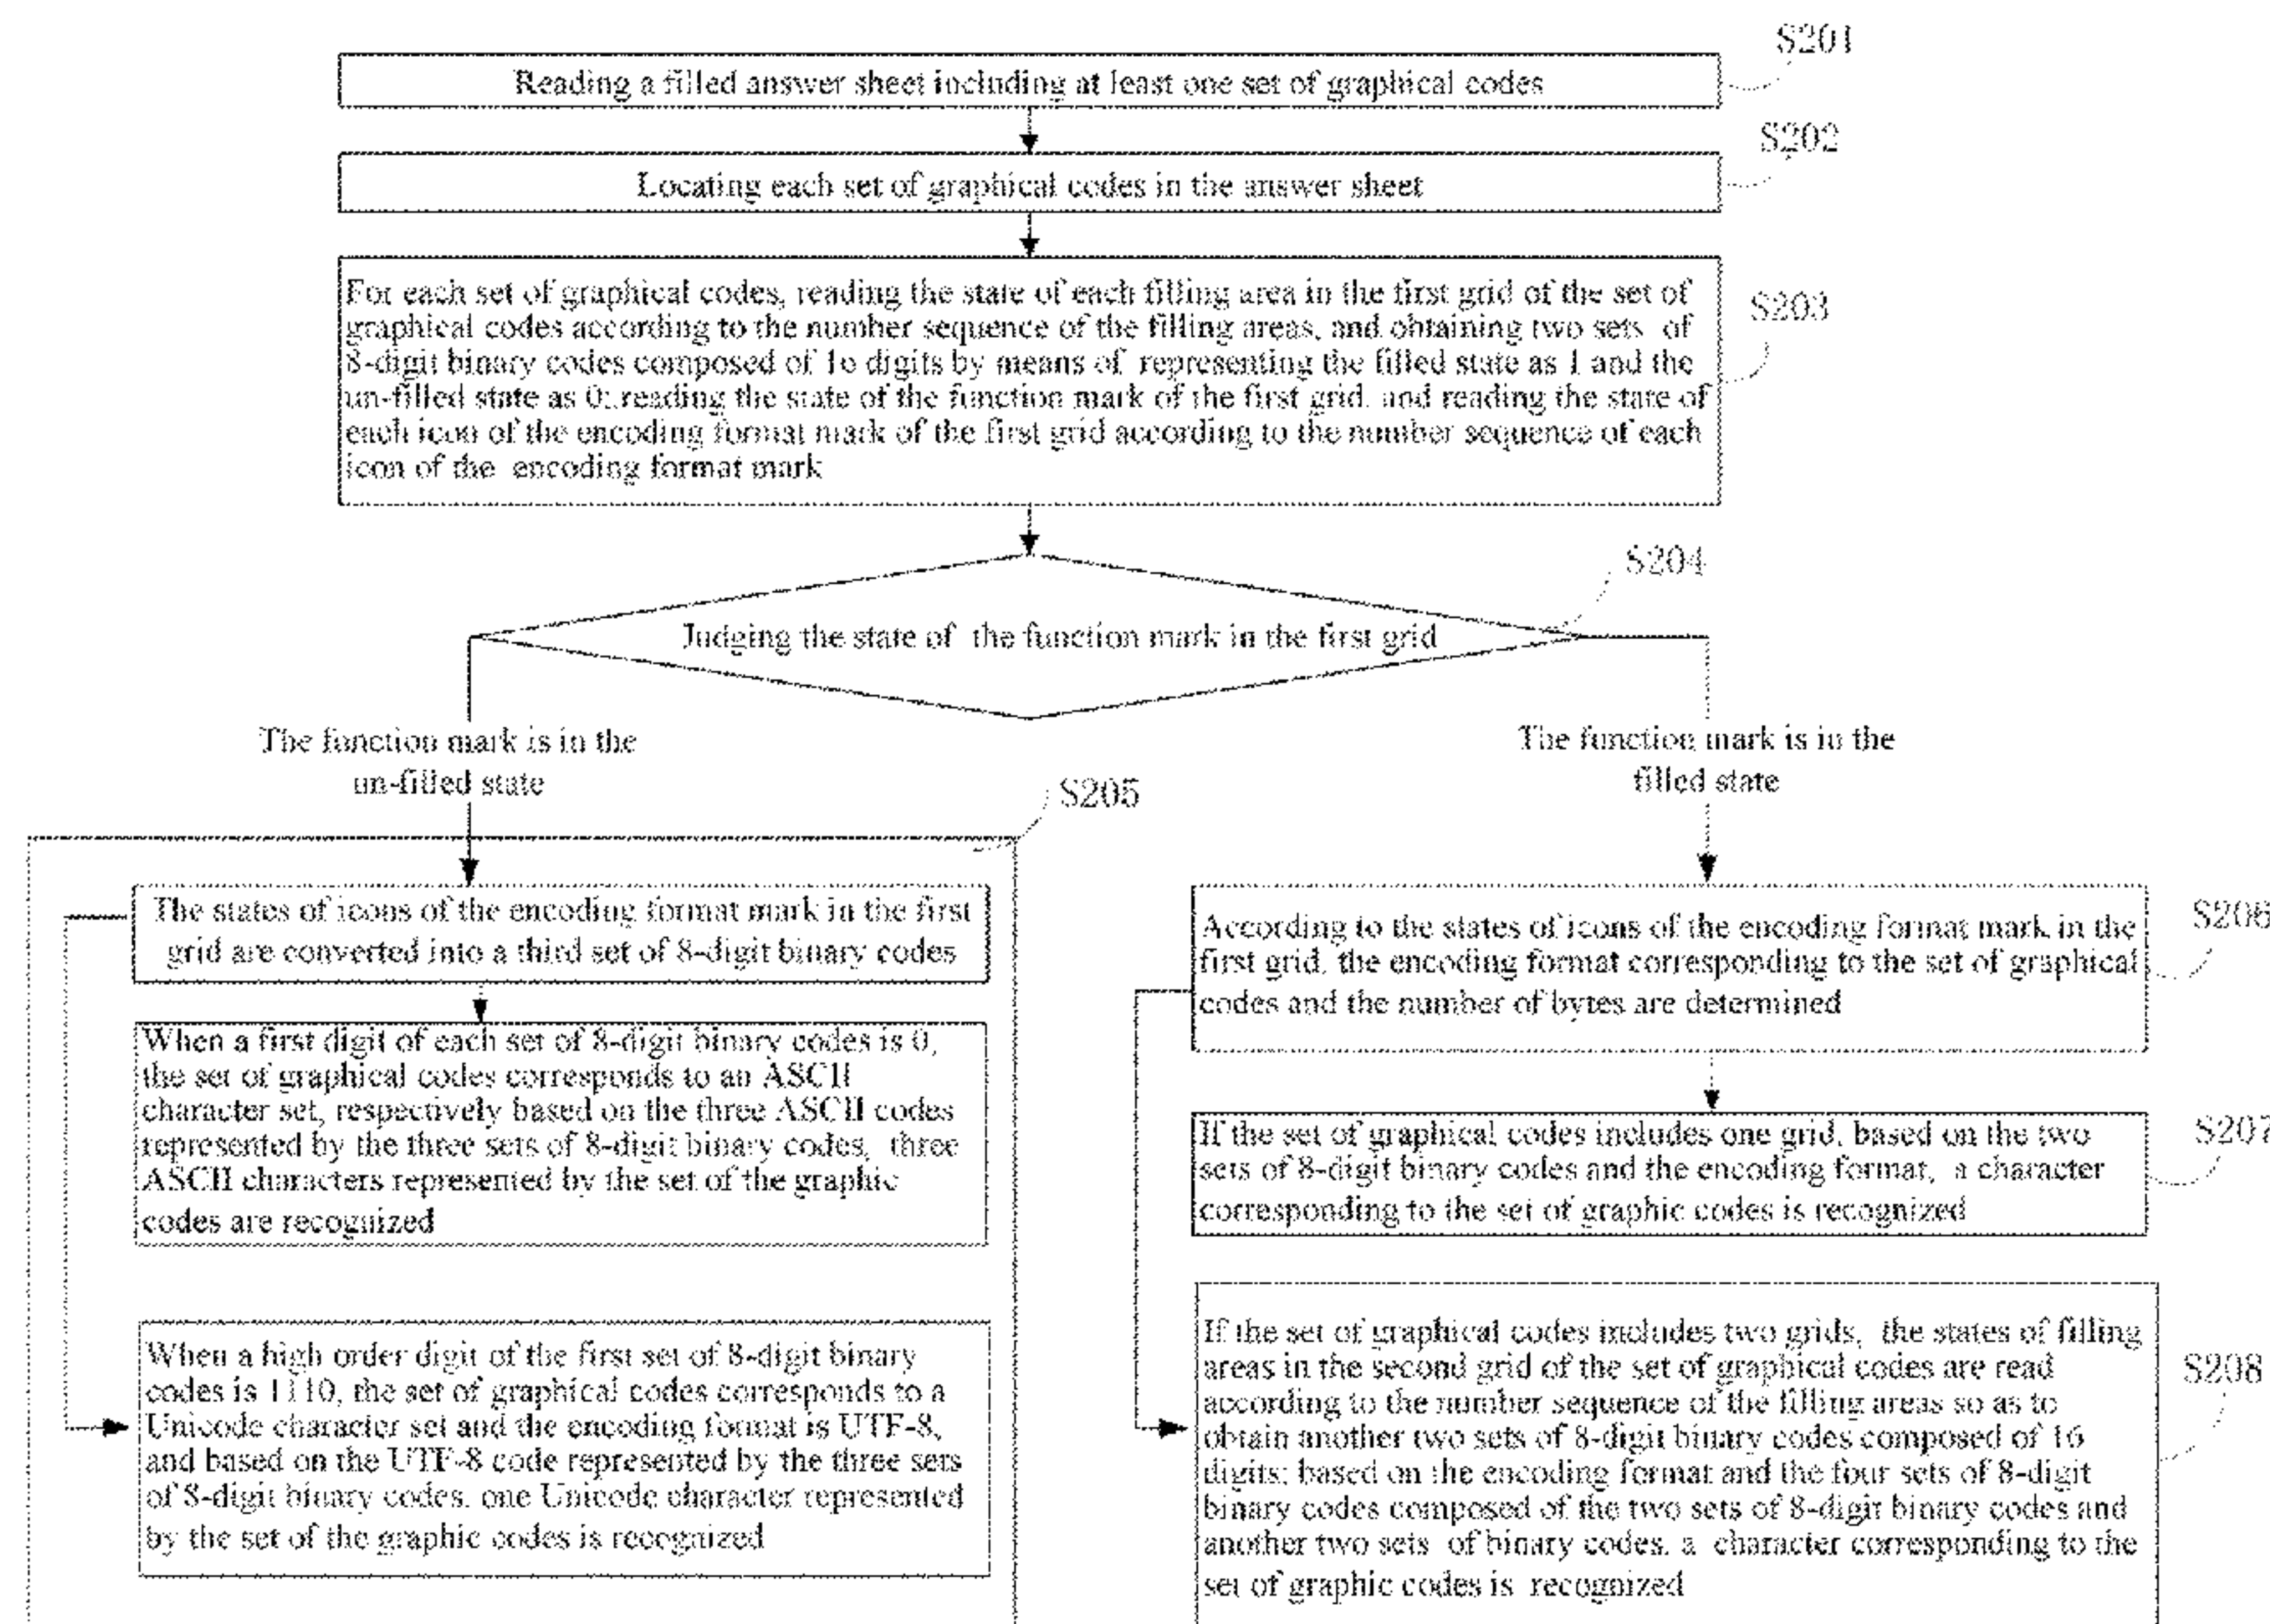 S201
Reading a filled answer sheet including at least one set of graphical codes
S202
Locating each set of graphical codes in the answer sheet
For each set of graphical codes, reading the state of each filling area in the first grid of the set of
graphical codes according to the number sequence of the filling areas, and obtaining two sets of
8-digit binary codes composed of 16 digits by means of representing the filled state as 1 and the
un-filled state as 0; reading the state of the function mark of the first grid, and reading the state of
each icon of the encoding format mark of the first grid according to the number sequence of each
icon of the encoding format mark
S203
S204
Judging the state of the function mark in the first grid
The function mark is in the
un-filled state
The function mark is in the
filled state
S205
The states of icons of the encoding format mark in the first
grid are converted into a third set of 8-digit binary codes
When a first digit of each set of 8-digit binary codes is 0,
the set of graphical codes corresponds to an ASCII
character set, respectively based on the three ASCII codes
represented by the three sets of 8-digit binary codes, three
ASCII characters represented by the set of the graphic
codes are recognized
When a high order digit of the first set of 8-digit binary
codes is 1110, the set of graphical codes corresponds to a
Unicode character set and the encoding format is UTF-8,
and based on the UTF-8 code represented by the three sets
of 8-digit binary codes, one Unicode character represented
by the set of the graphic codes is recognized
According to the states of icons of the encoding format mark in the
first grid, the encoding format corresponding to the set of graphical
codes and the number of bytes are determined
S206
If the set of graphical codes includes one grid, based on the two
sets of 8-digit binary codes and the encoding format, a character
corresponding to the set of graphic codes is recognized
S207
If the set of graphical codes includes two grids, the states of filling
areas in the second grid of the set of graphical codes are read
according to the number sequence of the filling areas so as to
obtain another two sets of 8-digit binary codes composed of 16
digits; based on the encoding format and the four sets of 8-digit
binary codes composed of the two sets of 8-digit binary codes and
another two sets of binary codes, a character corresponding to the
set of graphic codes is recognized
S208